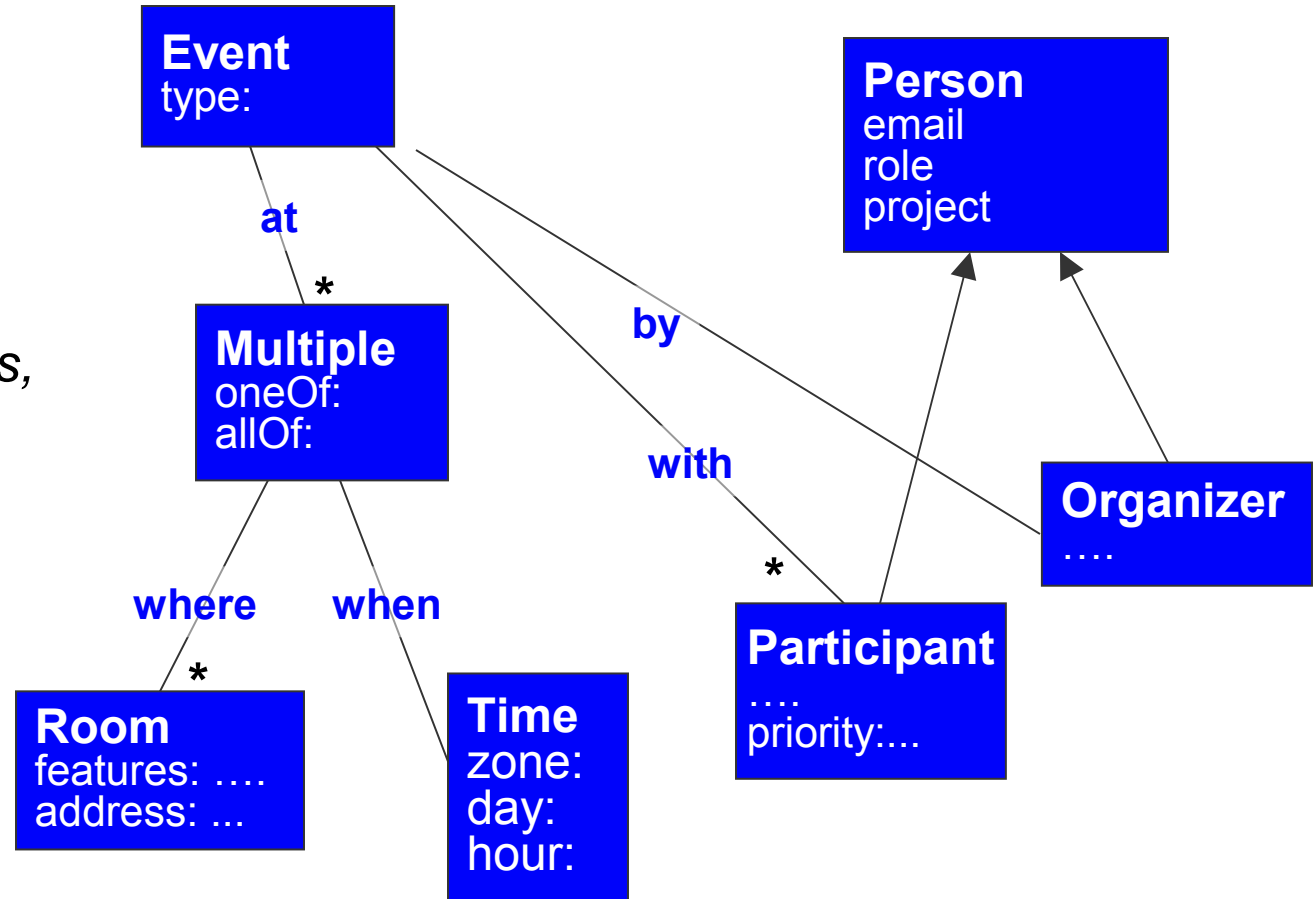 Event
type:
Person
email
role
project
at
*
s,
Multiple
oneOf:
allOf:
by
with
Organizer
....
*
where
when
*
Participant
....
priority:...
Room
features: ....
address: ...
Time
zone:
day:
hour: